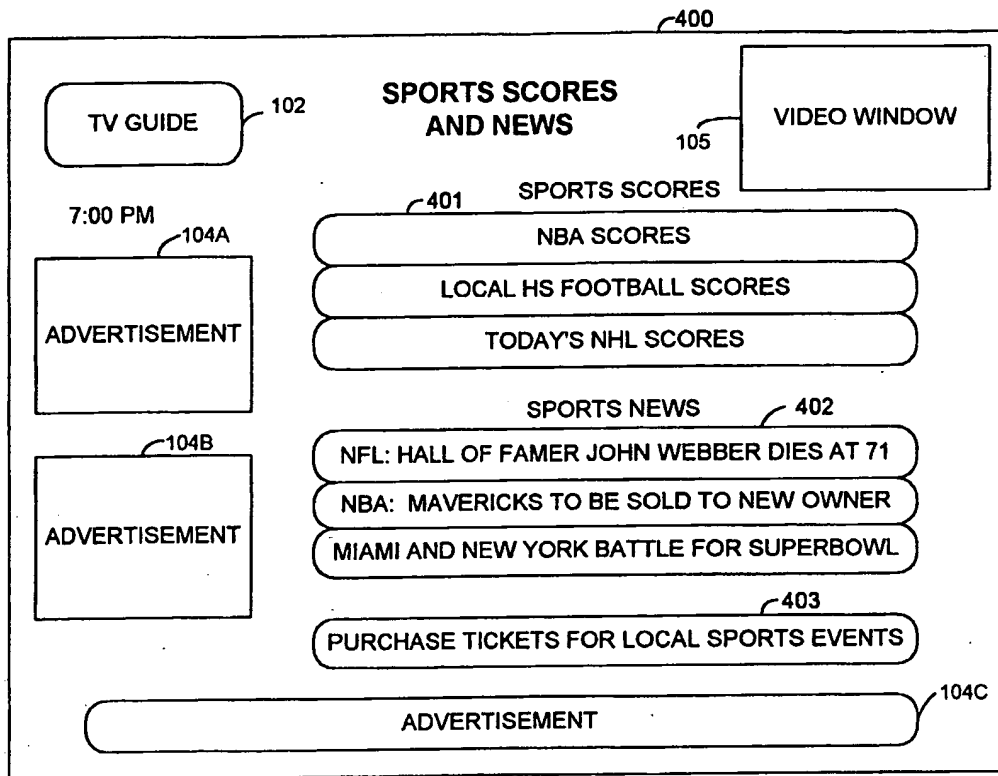 400
TV GUIDE
102
SPORTS SCORES
AND NEWS
105
VIDEO WINDOW
SPORTS SCORES
7:00 PM
401
NBA SCORES
LOCAL HS FOOTBALL SCORES
TODAY'S NHL SCORES
104A
ADVERTISEMENT
SPORTS NEWS
402
NFL: HALL OF FAMER JOHN WEBBER DIES AT 71
NBA: MAVERICKS TO BE SOLD TO NEW OWNER
MIAMI AND NEW YORK BATTLE FOR SUPERBOWL
104B
ADVERTISEMENT
403
PURCHASE TICKETS FOR LOCAL SPORTS EVENTS
104C
ADVERTISEMENT